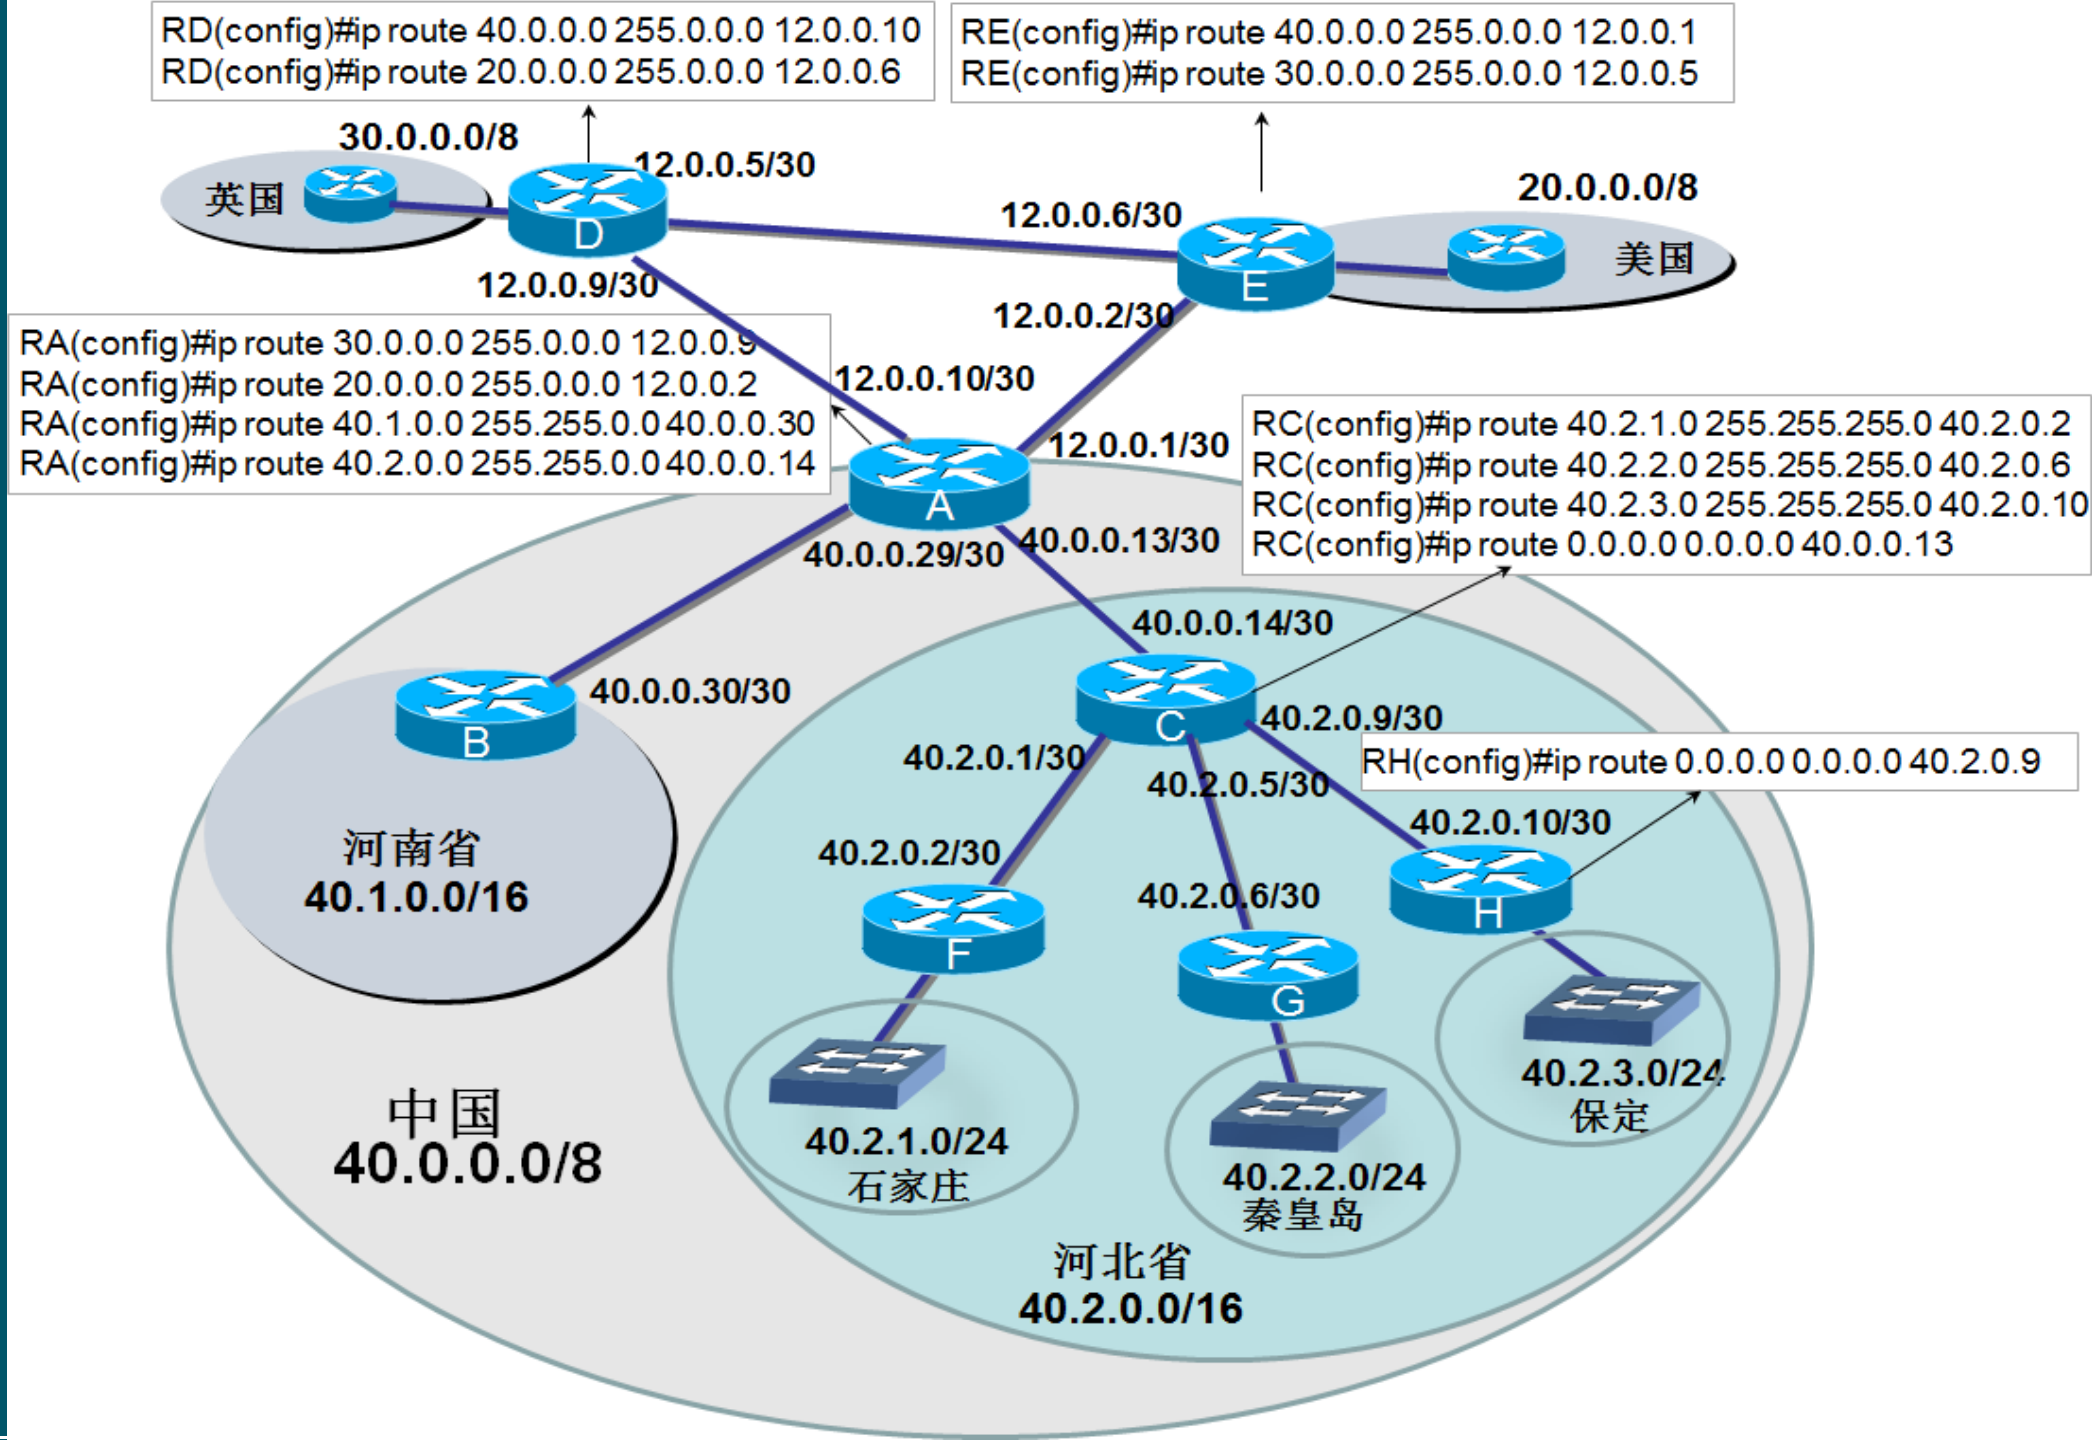 RD(config)#ip route 40.0.0.0 255.0.0.0 12.0.0.10
RD(config)#ip route 20.0.0.0 255.0.0.0 12.0.0.6
RE(config)#ip route 40.0.0.0 255.0.0.0 12.0.0.1
RE(config)#ip route 30.0.0.0 255.0.0.0 12.0.0.5
30.0.0.0/8
12.0.0.5/30
英国
D
12.0.0.6/30
20.0.0.0/8
E
美国
12.0.0.9/30
12.0.0.2/30
RA(config)#ip route 30.0.0.0 255.0.0.0 12.0.0.9
RA(config)#ip route 20.0.0.0 255.0.0.0 12.0.0.2
RA(config)#ip route 40.1.0.0 255.255.0.0 40.0.0.30
RA(config)#ip route 40.2.0.0 255.255.0.0 40.0.0.14
12.0.0.10/30
12.0.0.1/30
A
RC(config)#ip route 40.2.1.0 255.255.255.0 40.2.0.2
RC(config)#ip route 40.2.2.0 255.255.255.0 40.2.0.6
RC(config)#ip route 40.2.3.0 255.255.255.0 40.2.0.10
RC(config)#ip route 0.0.0.0 0.0.0.0 40.0.0.13
40.0.0.29/30
40.0.0.13/30
40.0.0.14/30
40.0.0.30/30
B
C
40.2.0.9/30
40.2.0.1/30
40.2.0.5/30
RH(config)#ip route 0.0.0.0 0.0.0.0 40.2.0.9
40.2.0.10/30
河南省
40.1.0.0/16
40.2.0.2/30
40.2.0.6/30
F
G
H
40.2.3.0/24
保定
中国
40.0.0.0/8
40.2.1.0/24
石家庄
40.2.2.0/24
秦皇岛
河北省
40.2.0.0/16